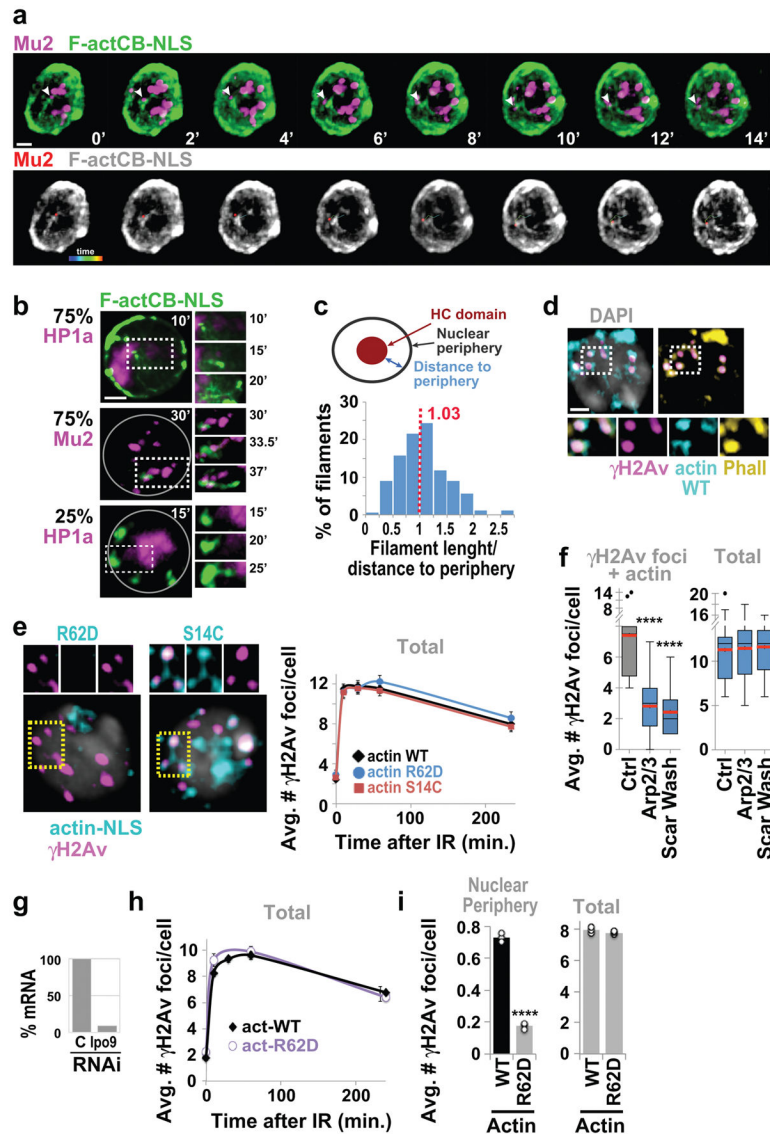 a
Mu2 F-actCB-NLS
0’ 2’ 4’ 6’ 8’ 10’ 12’ 14’
Mu2 F-actCB-NLS
time
b
F-actCB-NLS
75%
HP1a
10’
10’
15’
20’
75%
Mu2
30’
30’
33.5’
37’
25%
HP1a
15’
15’
20’
25’
c
HC domain
Nuclear
periphery
Distance to
periphery
% of filaments
30
20
10
0
1.03
0.5 1 1.5 2 2.5
Filament lenght/
distance to periphery
d
DAPI
γH2Av actin Phall
WT
e
R62D S14C
actin-NLS
γH2Av
Total
Avg. # γH2Av foci/cell
12
8
4
0
actin WT
actin R62D
actin S14C
0 100 200
Time after IR (min.)
f
γH2Av foci
+ actin
Total
Avg. # γH2Av foci/cell
14
12
8
6
4
2
0
****
****
Ctrl
Arp2/3
Scar Wash
20
16
15
10
5
0
Ctrl
Arp2/3
Scar Wash
g
% mRNA
100
50
0
C Ipo9
RNAi
h
Total
Avg. # γH2Av foci/cell
10
8
6
4
2
0
act-WT
act-R62D
0 100 200
Time after IR (min.)
i
Nuclear
Periphery
Total
Avg. # γH2Av foci/cell
0.8
0.6
0.4
0.2
0
****
WT
R62D
Actin
8
6
4
2
0
WT
R62D
Actin